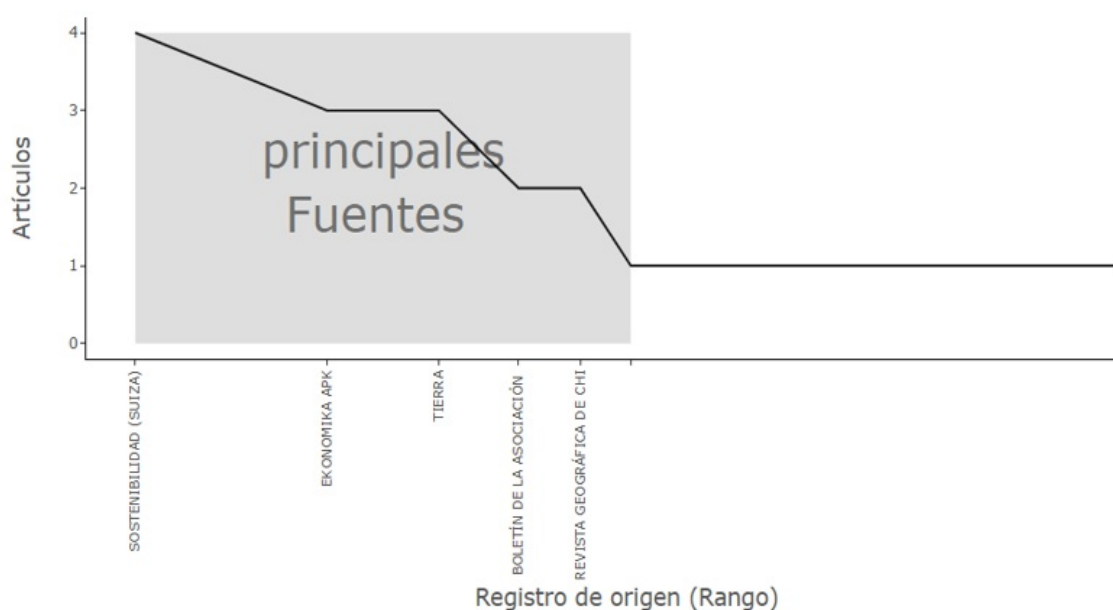 Artículos
4
3
2
1
0
principales
Fuentes
SOSTENIBILIDAD (SUIZA)
EKONOMIKA APK
TIERRA
BOLETÍN DE LA ASOCIACIÓN
REVISTA GEOGRÁFICA DE CHI
Registro de origen (Rango)